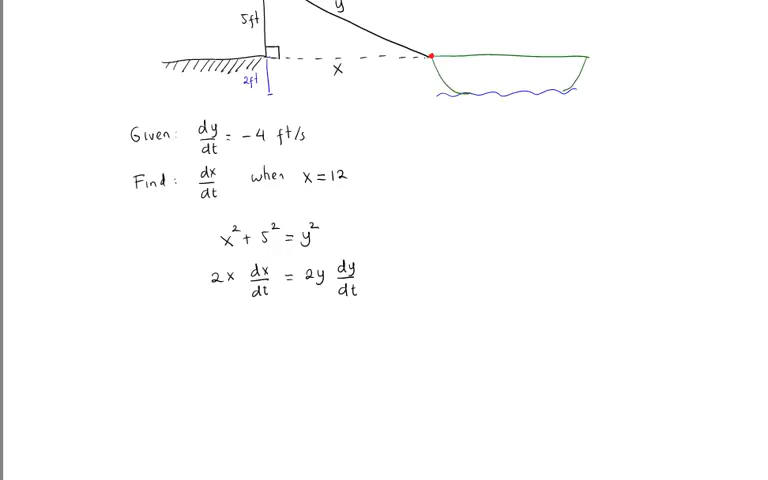 y
5ft
x
2ft
Given: dy/dt = -4 ft/s
Find: dx/dt when x = 12
x² + 5² = y²
2x dx/dt = 2y dy/dt